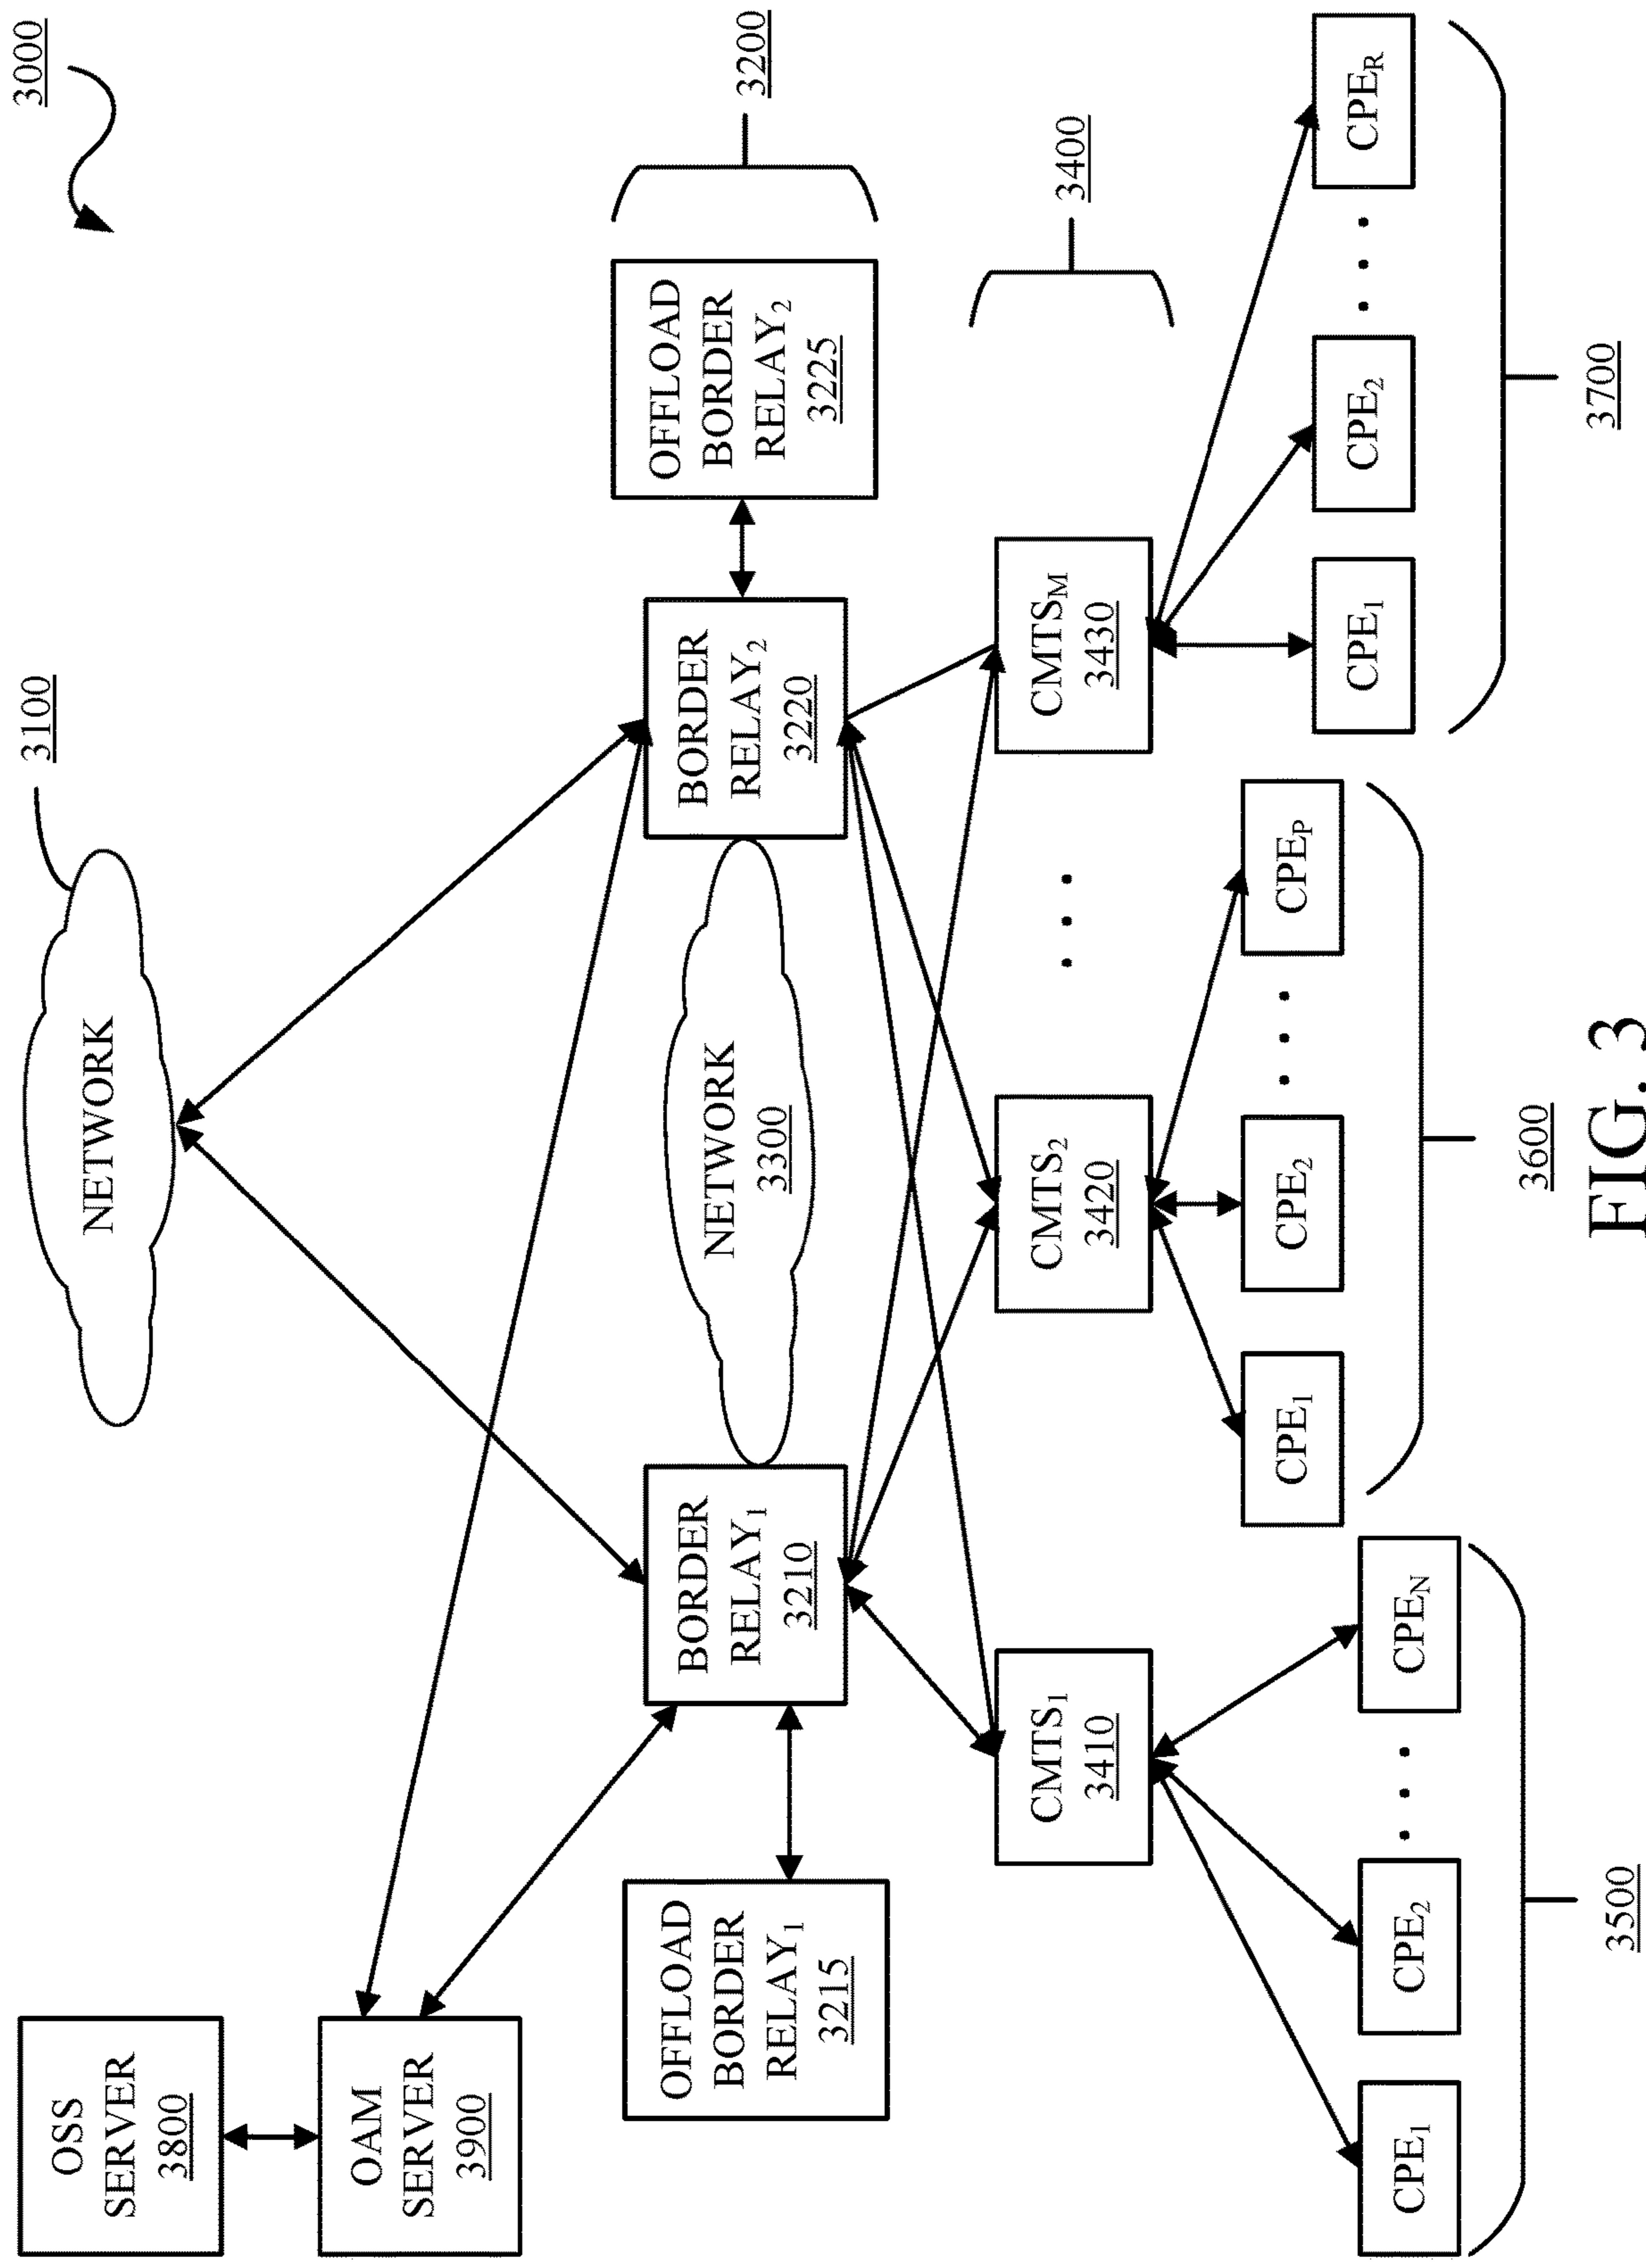 3000
3100
NETWORK
OSS
SERVER
3800
OAM
SERVER
3900
OFFLOAD
BORDER
RELAY1
3215
BORDER
RELAY1
3210
NETWORK
3300
BORDER
RELAY2
3220
OFFLOAD
BORDER
RELAY2
3225
3200
CMTS1
3410
CMTS2
3420
. . .
CMTSM
3430
3400
CPE1
CPE2
. . .
CPEN
3500
CPE1
CPE2
. . .
CPEP
3600
CPE1
CPE2
. . .
CPER
3700
FIG. 3